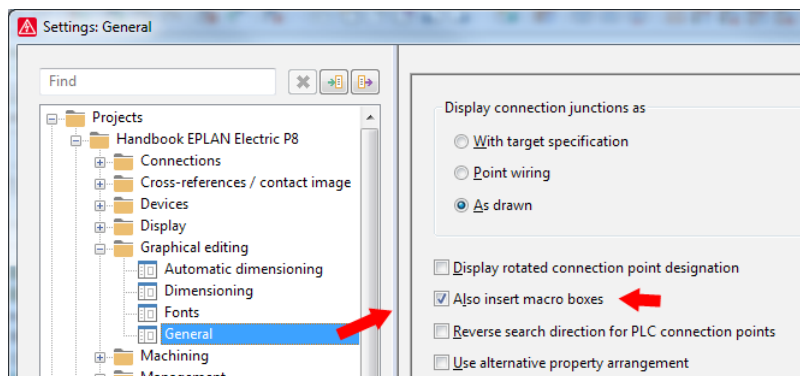 Settings: General
Find
Projects
Handbook EPLAN Electric P8
Connections
Cross-references / contact image
Devices
Display
Graphical editing
Automatic dimensioning
Dimensioning
Fonts
General
Machining
Management
Display connection junctions as
With target specification
Point wiring
As drawn
Display rotated connection point designation
Also insert macro boxes
Reverse search direction for PLC connection points
Use alternative property arrangement